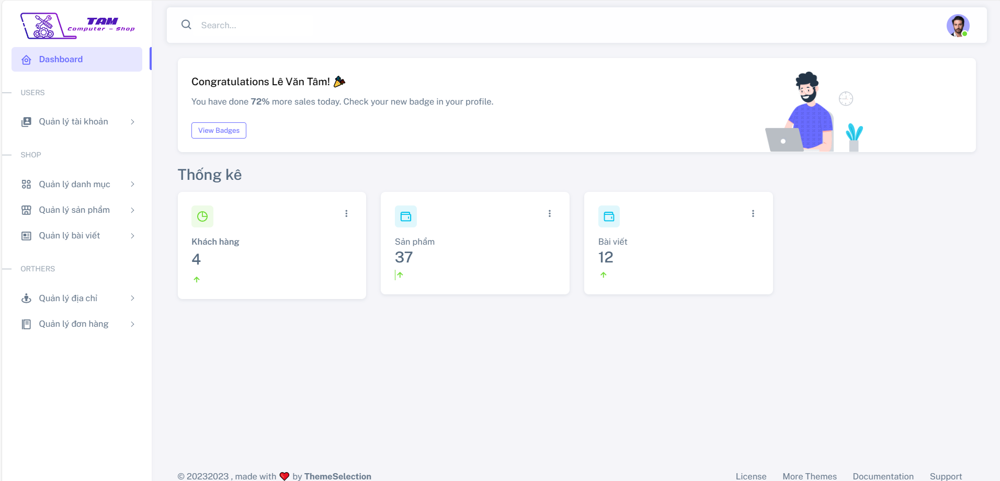 TAM
Computer - Shop
Dashboard
USERS
Quản lý tài khoản
SHOP
Quản lý danh mục
Quản lý sản phẩm
Quản lý bài viết
ORTHERS
Quản lý địa chỉ
Quản lý đơn hàng
Search...
Congratulations Lê Văn Tâm! 🎉
You have done 72% more sales today. Check your new badge in your profile.
View Badges
Thống kê
Khách hàng
4
Sản phẩm
37
Bài viết
12
© 20232023 , made with ❤️ by ThemeSelection
License More Themes Documentation Support